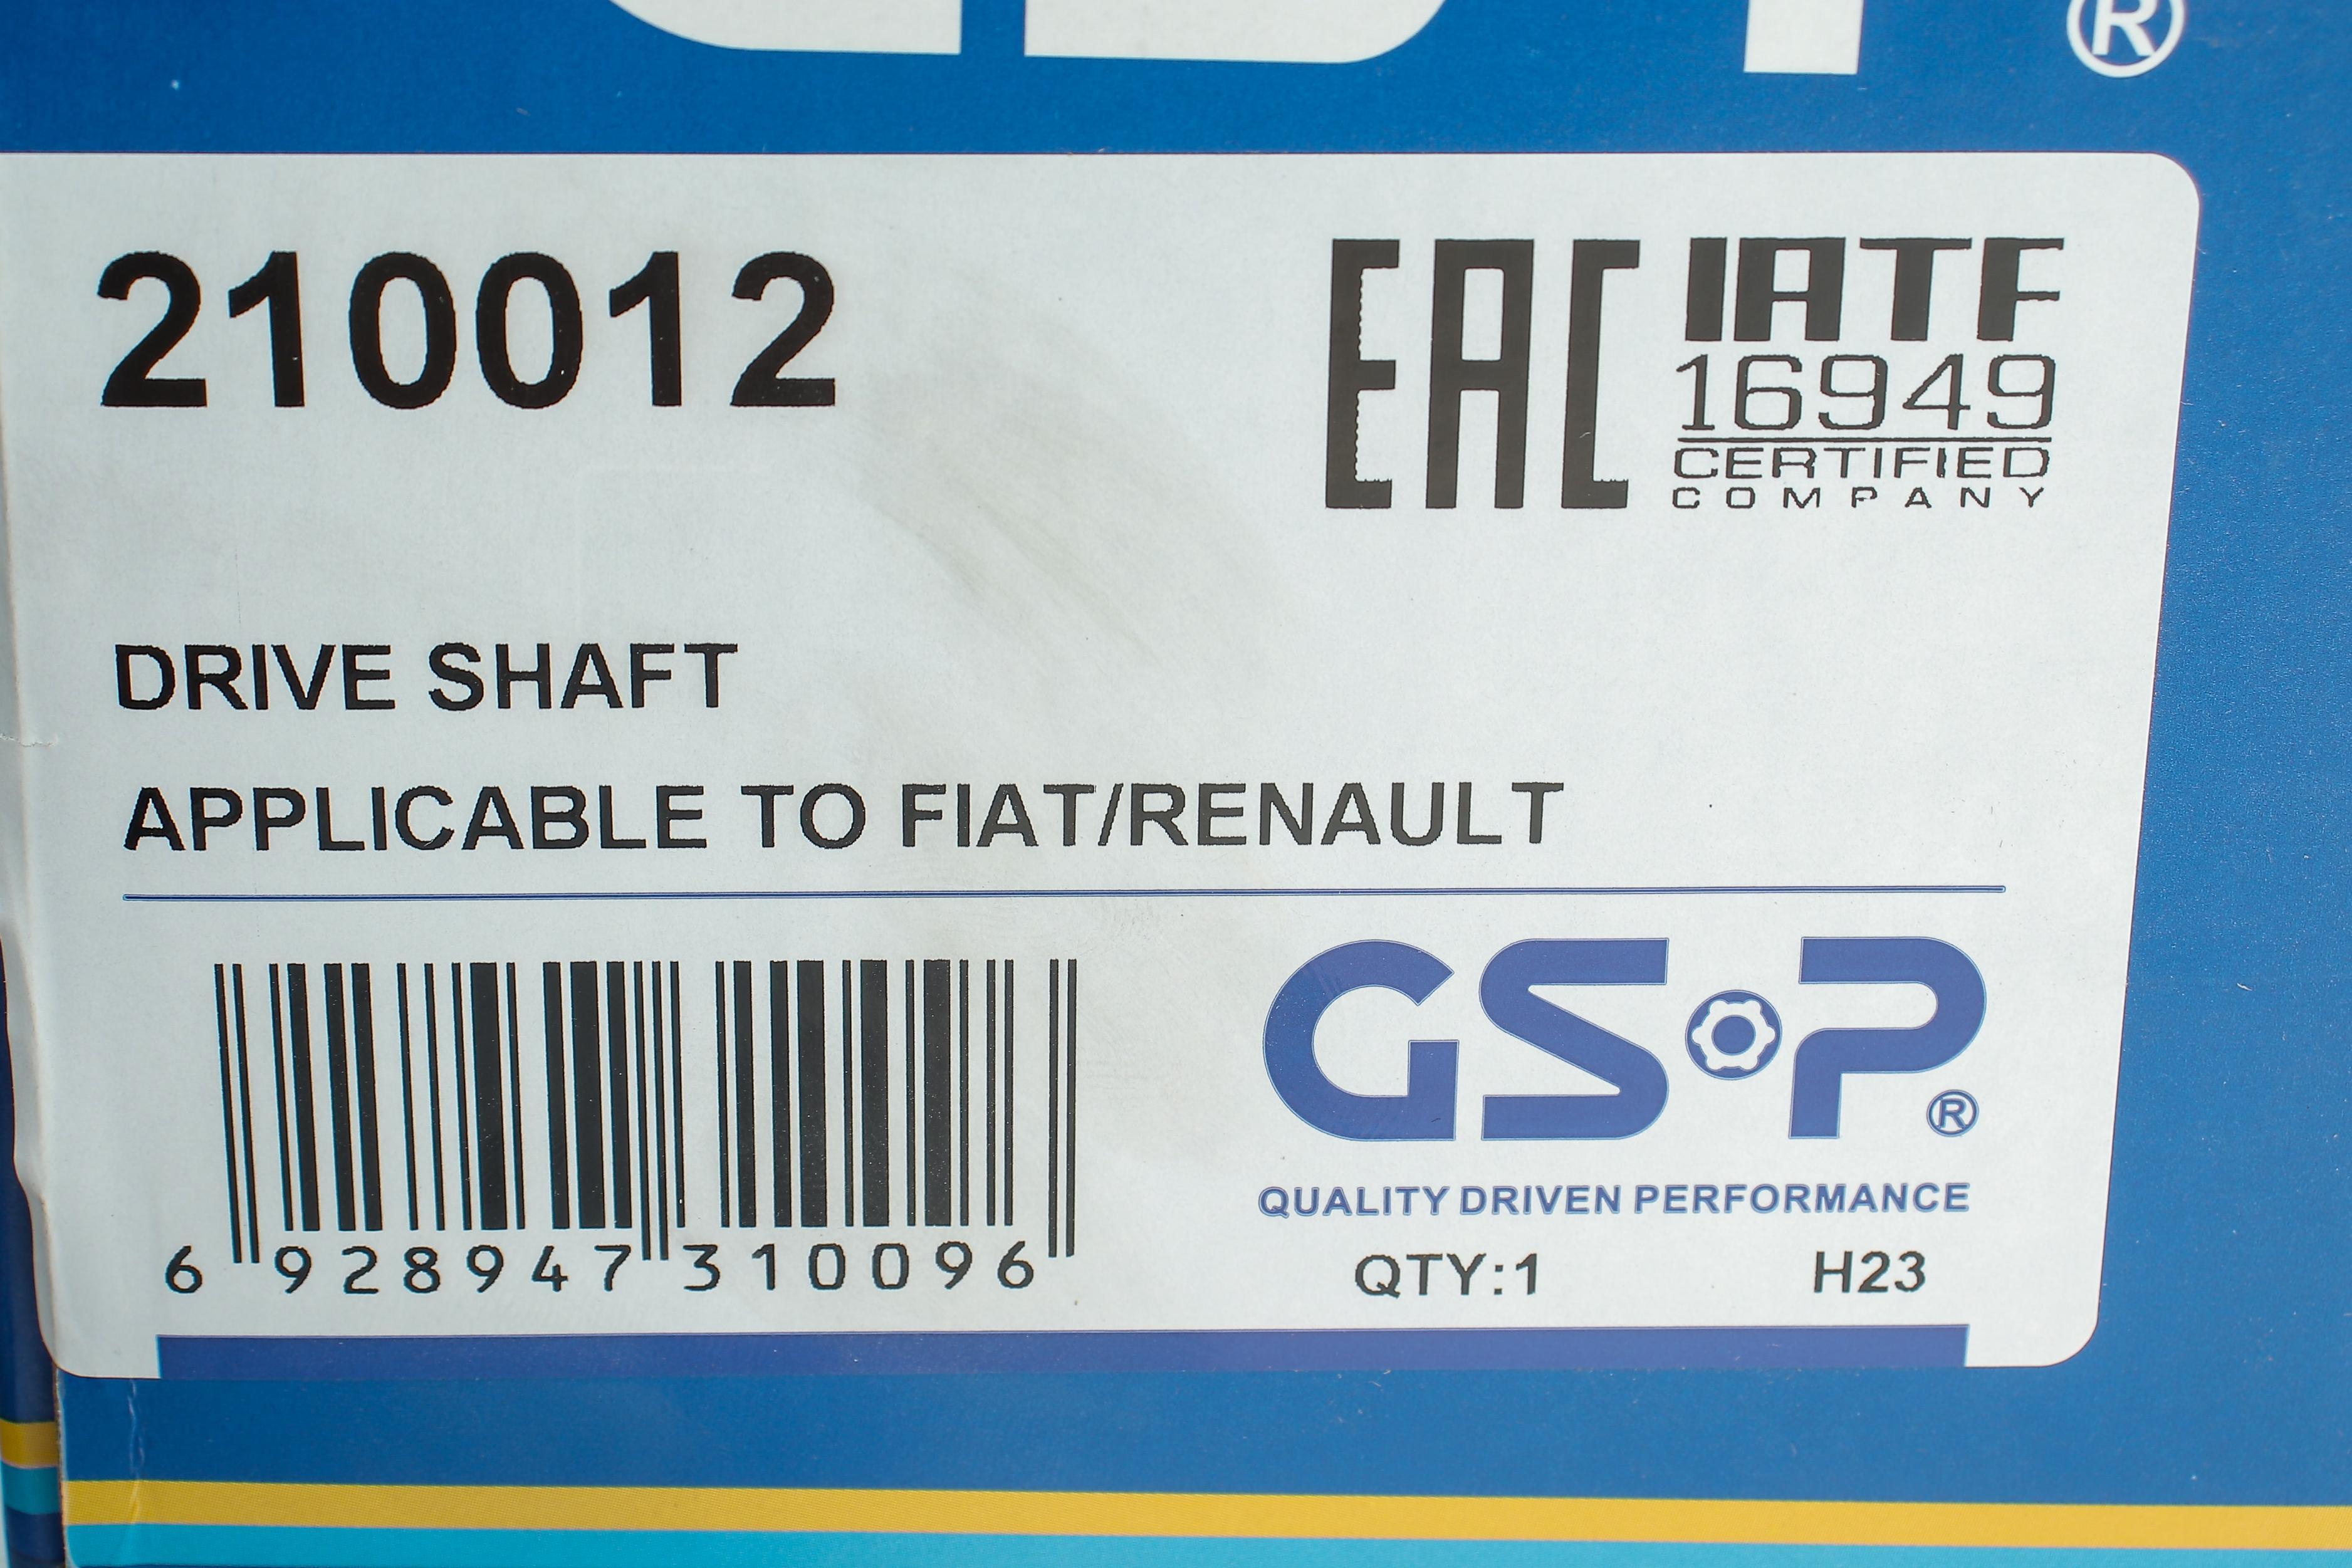 ®
210012
EAC
IATF
16949
CERTIFIED
COMPANY
DRIVE SHAFT
APPLICABLE TO FIAT/RENAULT
GSP®
QUALITY DRIVEN PERFORMANCE
6 928947 310096
QTY:1 H23